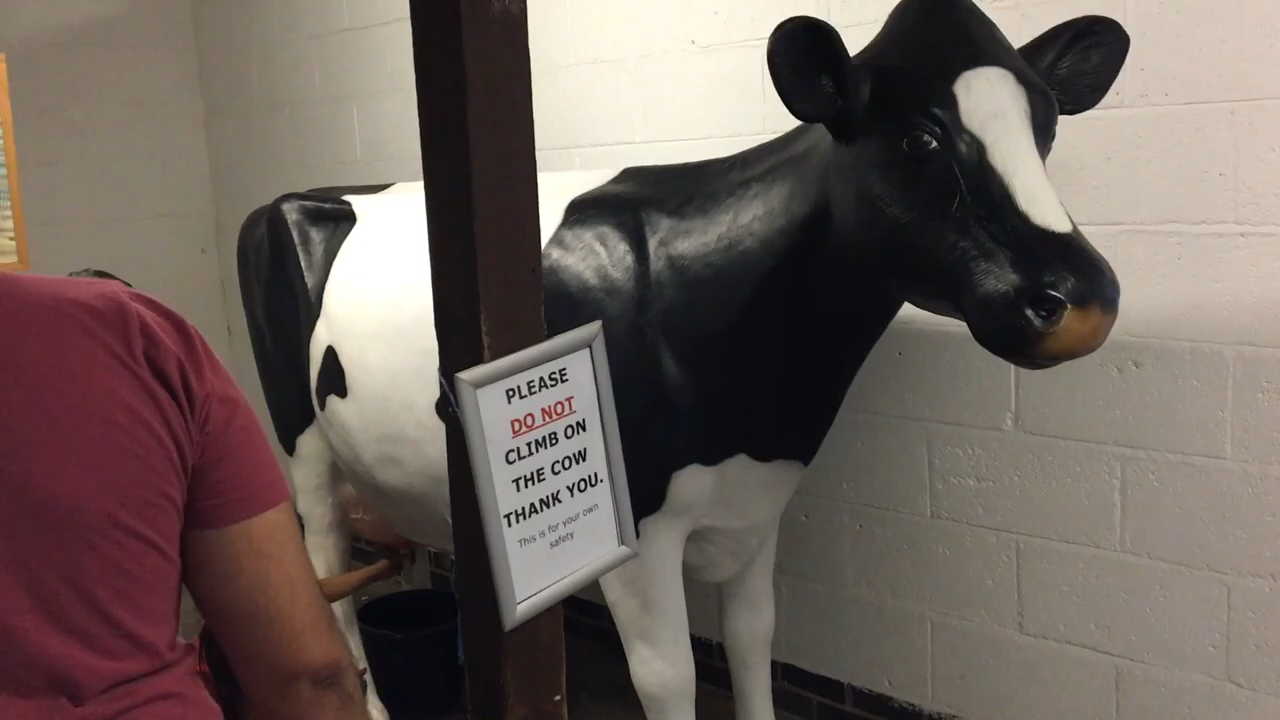 PLEASE
DO NOT
CLIMB ON
THE COW
THANK YOU.
This is for your own
safety